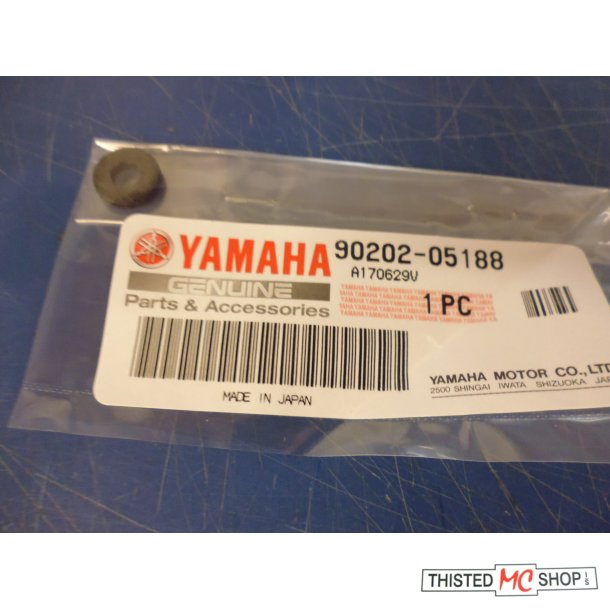 YAMAHA 90202-05188
A170629V
GENUINE
Parts & Accessories
1 PC
MADE IN JAPAN
YAMAHA MOTOR CO., LTD
2500 SHINGAI IWATA SHIZUOKA
THISTED MC SHOP I/S